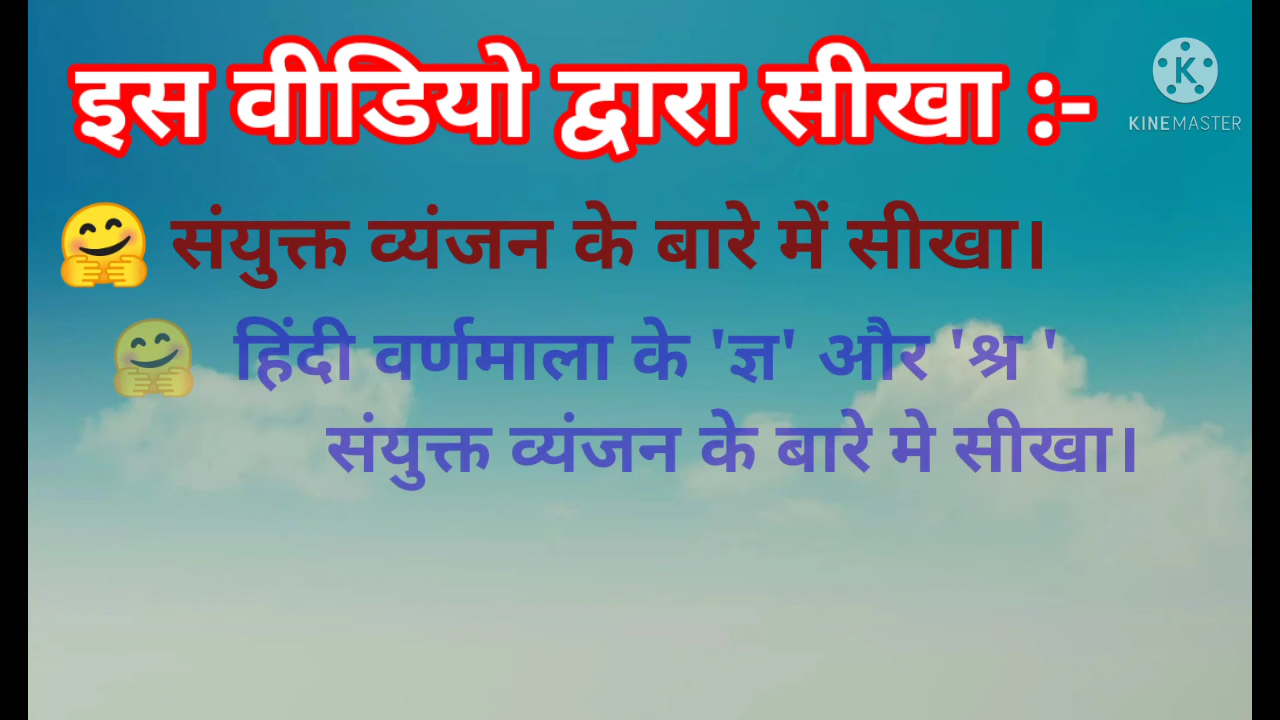 इस वीडियो द्वारा सीखा :-
KINEMASTER
🤗 संयुक्त व्यंजन के बारे में सीखा।
🤗 हिंदी वर्णमाला के 'ज्ञ' और 'श्र '
संयुक्त व्यंजन के बारे मे सीखा।